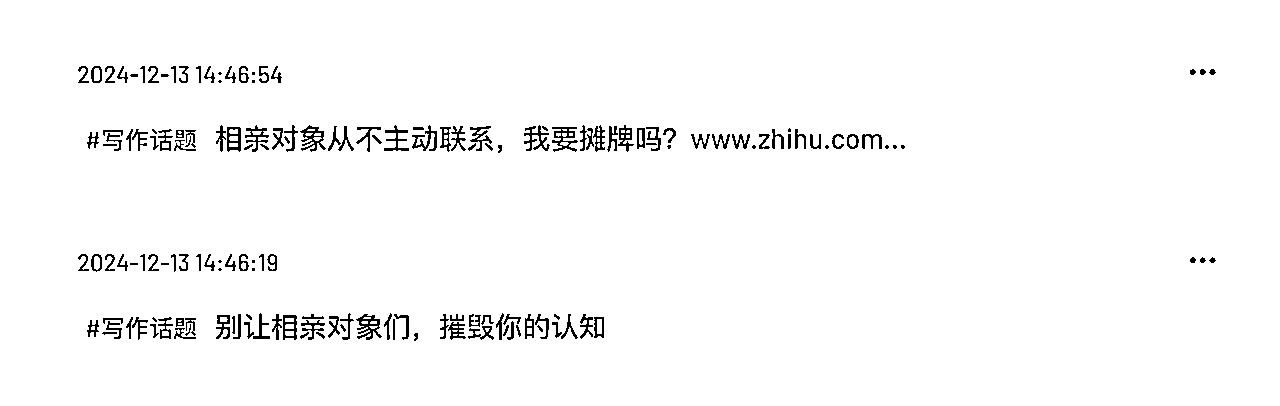 2024-12-13 14:46:54
#写作话题 相亲对象从不主动联系，我要摊牌吗？www.zhihu.com...
2024-12-13 14:46:19
#写作话题 别让相亲对象们，摧毁你的认知